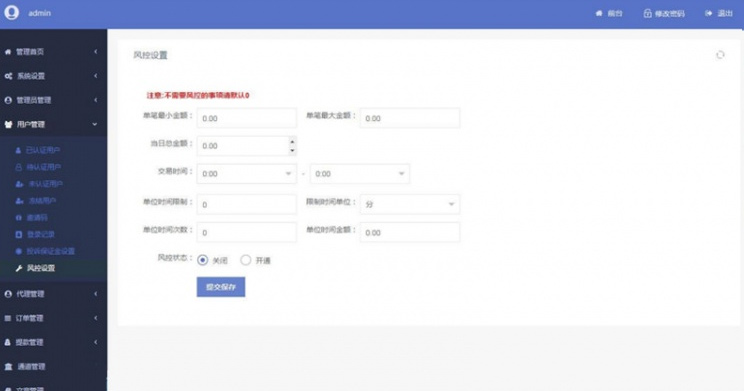 admin
前台
修改密码
退出
管理首页
系统设置
管理员管理
用户管理
已认证用户
待认证用户
未认证用户
冻结用户
邀请码
登录记录
投诉保证金设置
风控设置
代理管理
订单管理
提款管理
通道管理
风控设置
注意:不需要风控的事项请默认0
单笔最小金额： 0.00 单笔最大金额： 0.00
当日总金额： 0.00
交易时间： 0:00 - 0:00
单位时间限制： 0 限制时间单位： 分
单位时间次数： 0 单位时间金额： 0.00
风控状态： 关闭 开通
提交保存